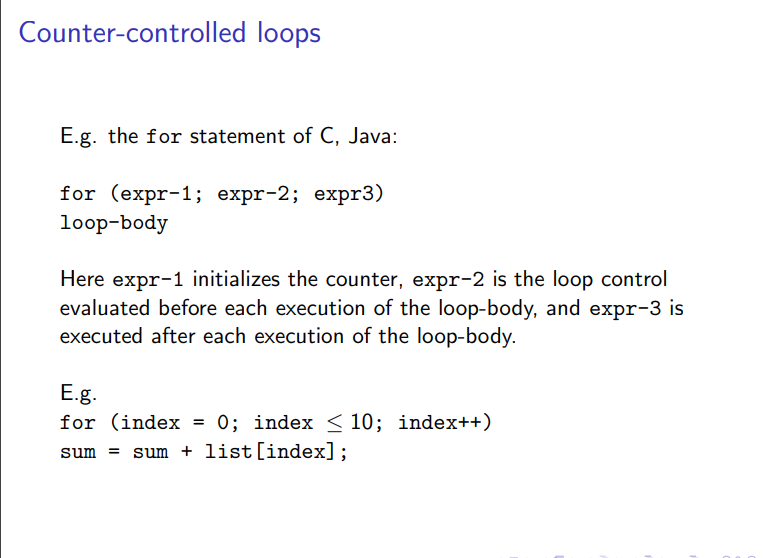 Counter-controlled loops
E.g. the for statement of C, Java:
for (expr-1; expr-2; expr3)
loop-body
Here expr-1 initializes the counter, expr-2 is the loop control
evaluated before each execution of the loop-body, and expr-3 is
executed after each execution of the loop-body.
E.g.
for (index = 0; index ≤ 10; index++)
sum = sum + list[index];